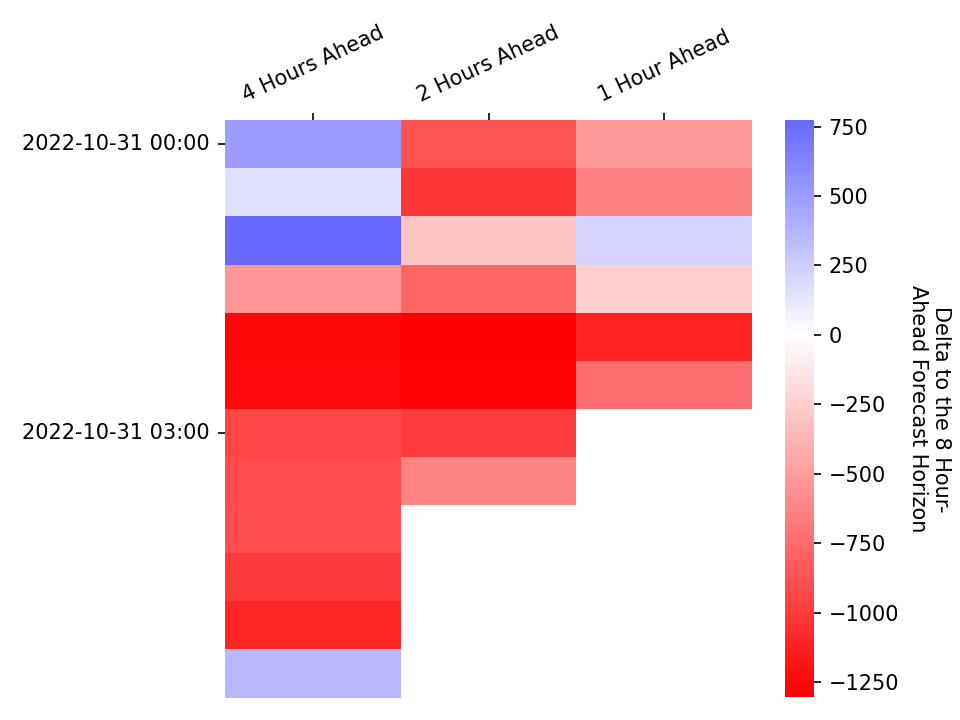 4 Hours Ahead
2 Hours Ahead
1 Hour Ahead
2022-10-31 00:00
2022-10-31 03:00
750
500
250
0
−250
−500
−750
−1000
−1250
Delta to the 8 Hour-
Ahead Forecast Horizon